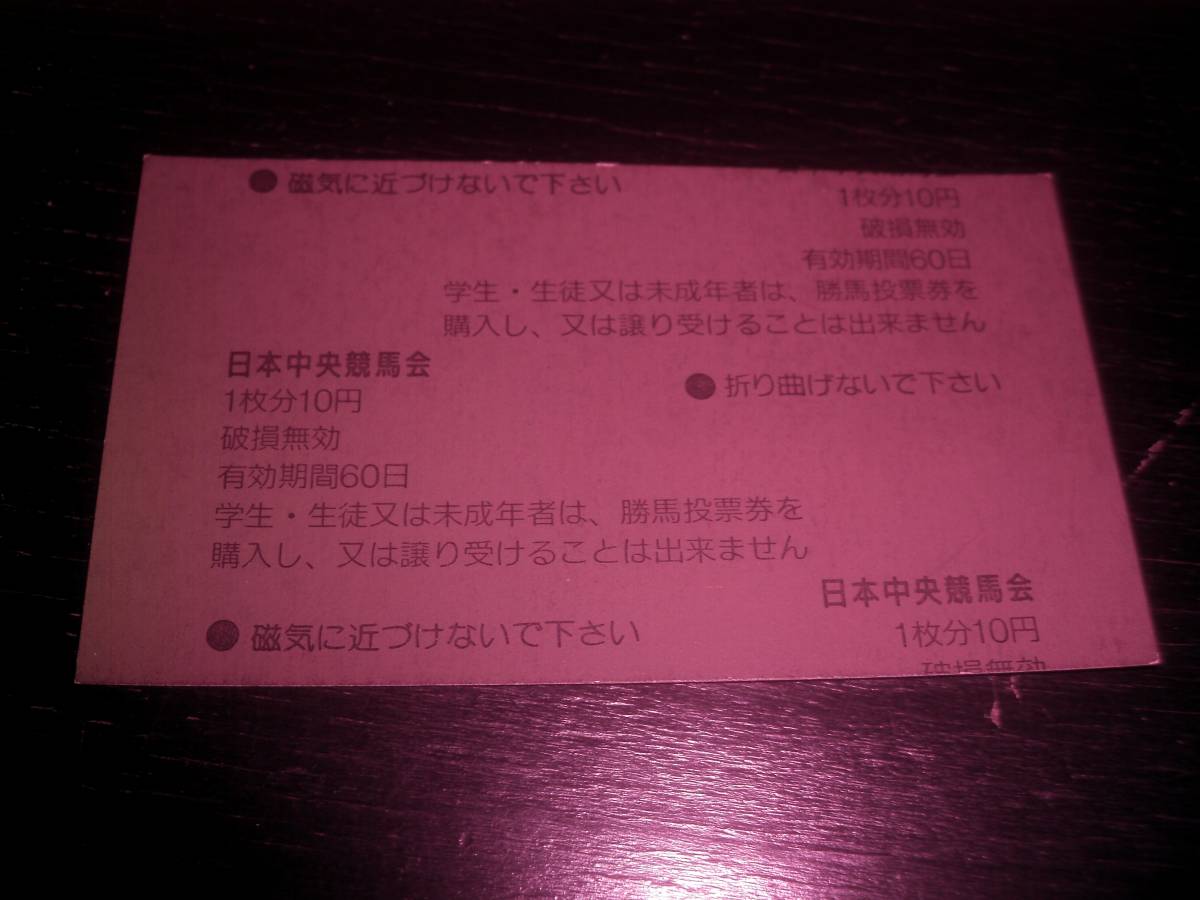 ● 磁気に近づけないで下さい
1枚分10円
破損無効
有効期間60日
学生・生徒又は未成年者は、勝馬投票券を
購入し、又は譲り受けることは出来ません
日本中央競馬会
● 折り曲げないで下さい
1枚分10円
破損無効
有効期間60日
学生・生徒又は未成年者は、勝馬投票券を
購入し、又は譲り受けることは出来ません
日本中央競馬会
● 磁気に近づけないで下さい
1枚分10円
破損無効